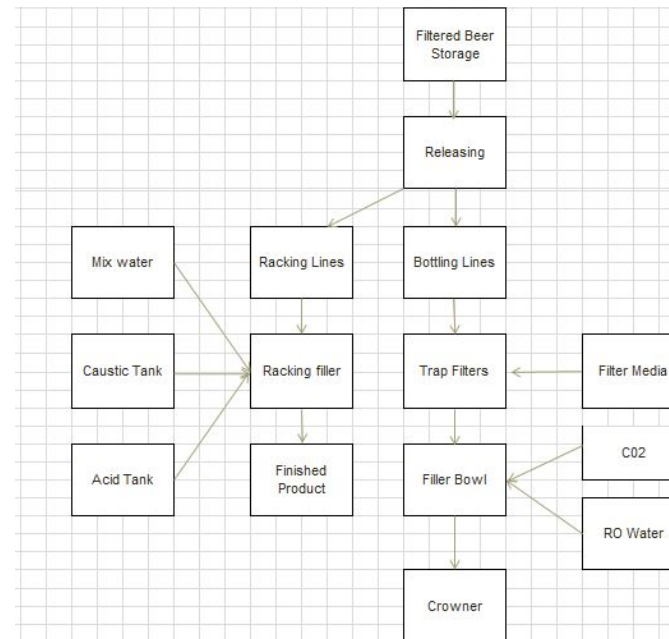 Filtered Beer
Storage
Releasing
Mix water
Racking Lines
Bottling Lines
Caustic Tank
Racking filler
Trap Filters
Filter Media
Acid Tank
Finished
Product
Filler Bowl
C02
RO Water
Crowner